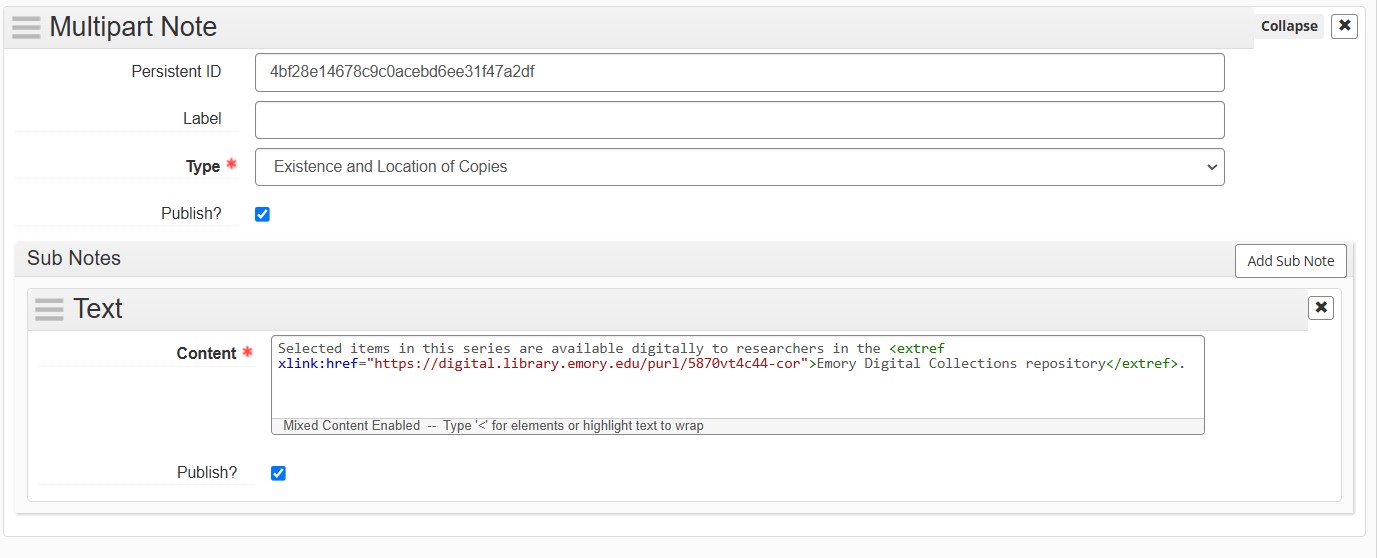 Multipart Note
Collapse ✖
Persistent ID 4bf28e14678c9c0acebd6ee31f47a2df
Label
Type * Existence and Location of Copies
Publish?
Sub Notes
Add Sub Note
Text ✖
Content * Selected items in this series are available digitally to researchers in the <extref
xlink:href="https://digital.library.emory.edu/purl/5870vt4c44-cor">Emory Digital Collections repository</extref>.
Mixed Content Enabled -- Type '<' for elements or highlight text to wrap
Publish?